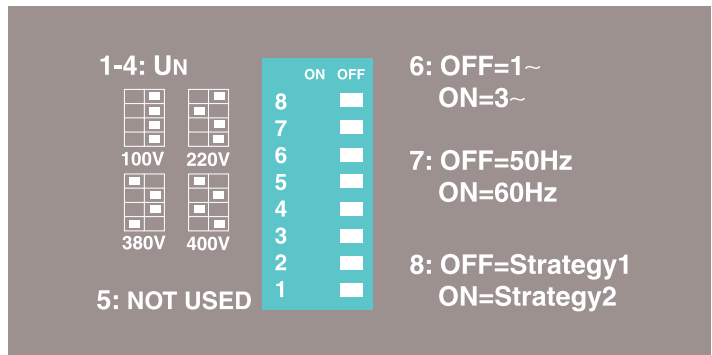 1-4: UN
100V 220V
380V 400V
5: NOT USED
ON OFF
8
7
6
5
4
3
2
1
6: OFF=1~
ON=3~
7: OFF=50Hz
ON=60Hz
8: OFF=Strategy1
ON=Strategy2